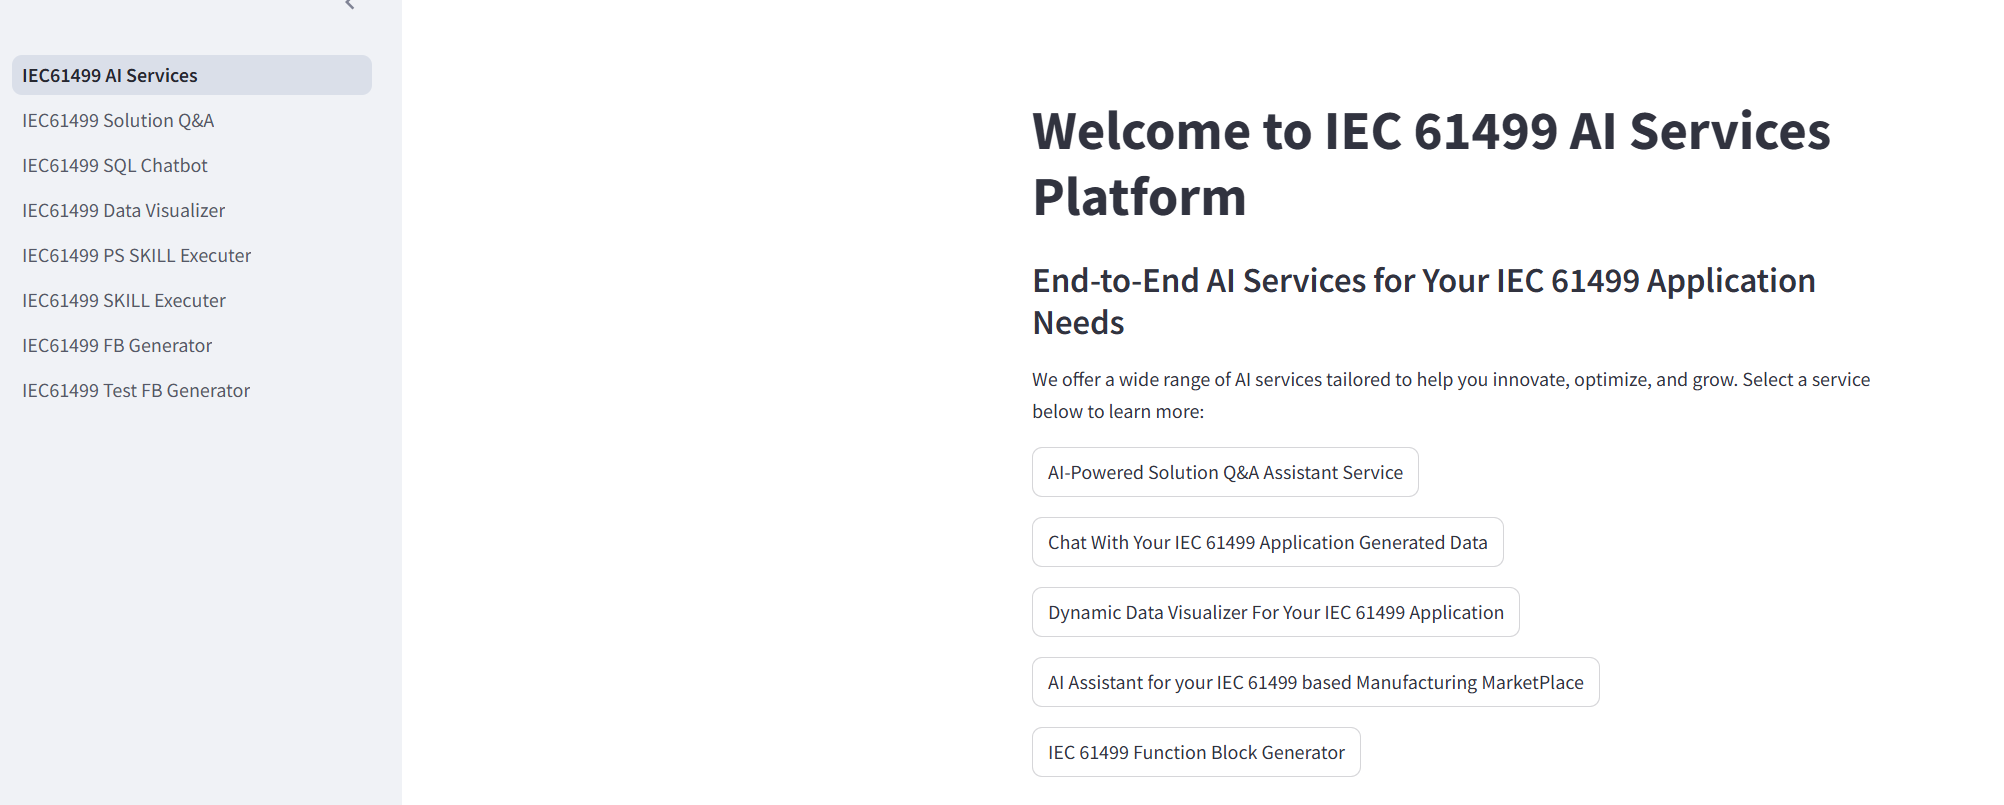 IEC61499 AI Services
IEC61499 Solution Q&A
IEC61499 SQL Chatbot
IEC61499 Data Visualizer
IEC61499 PS SKILL Executer
IEC61499 SKILL Executer
IEC61499 FB Generator
IEC61499 Test FB Generator
Welcome to IEC 61499 AI Services
Platform
End-to-End AI Services for Your IEC 61499 Application
Needs
We offer a wide range of AI services tailored to help you innovate, optimize, and grow. Select a service
below to learn more:
AI-Powered Solution Q&A Assistant Service
Chat With Your IEC 61499 Application Generated Data
Dynamic Data Visualizer For Your IEC 61499 Application
AI Assistant for your IEC 61499 based Manufacturing MarketPlace
IEC 61499 Function Block Generator